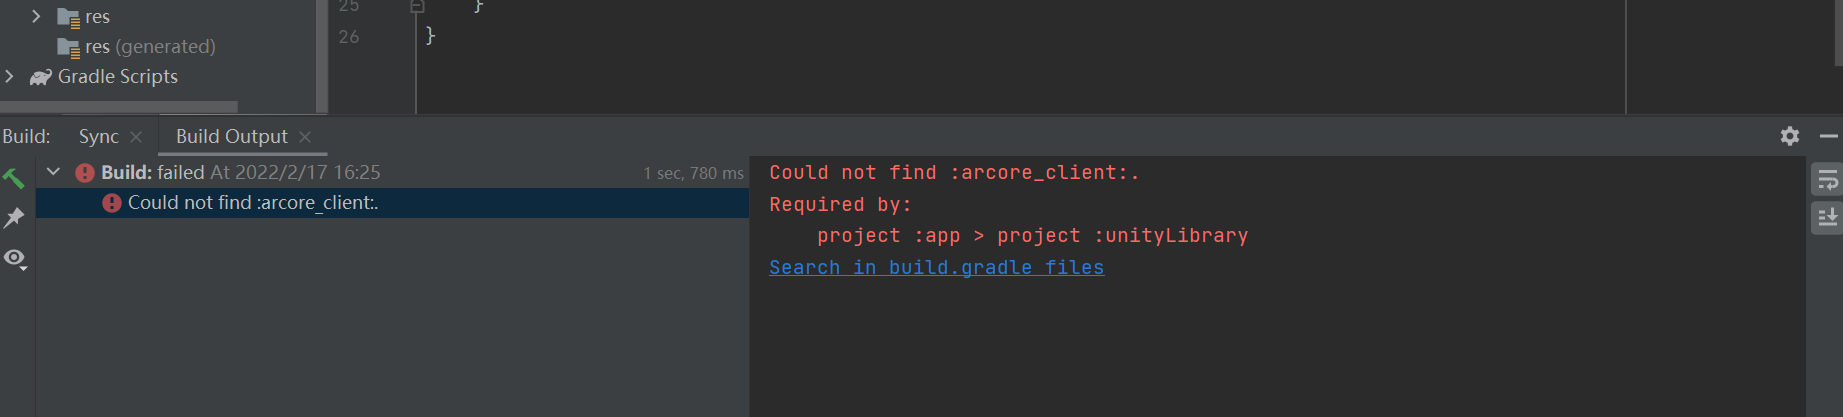 res
res (generated)
Gradle Scripts
25 }
26 }
Build: Sync Build Output
Build: failed At 2022/2/17 16:25 1 sec, 780 ms
Could not find :arcore_client:.
Could not find :arcore_client:.
Required by:
project :app > project :unityLibrary
Search in build.gradle files